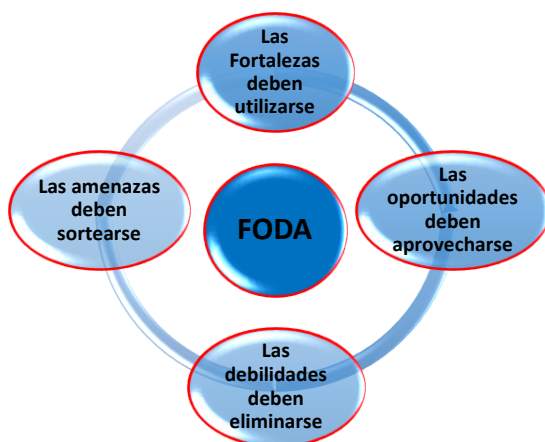 Las
Fortalezas
deben
utilizarse
Las amenazas
deben
sortearse
FODA
Las
oportunidades
deben
aprovecharse
Las
debilidades
deben
eliminarse